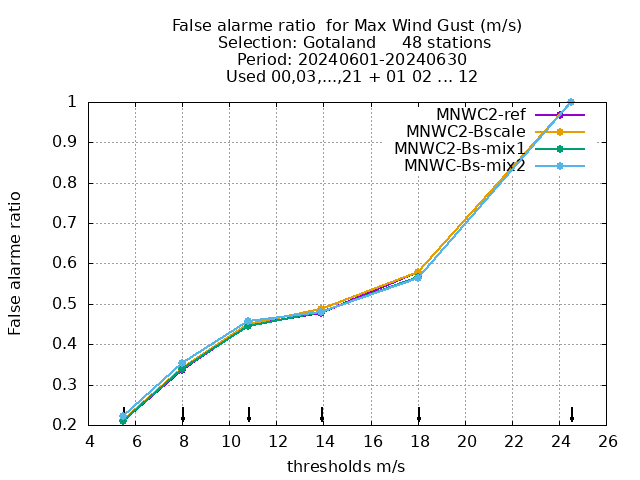 False alarme ratio  for Max Wind Gust (m/s)
Selection: Gotaland     48 stations
Period: 20240601-20240630
Used 00,03,...,21 + 01 02 ... 12
MNWC2-ref
MNWC2-Bscale
MNWC2-Bs-mix1
MNWC-Bs-mix2
False alarme ratio
1
0.9
0.8
0.7
0.6
0.5
0.4
0.3
0.2
4 6 8 10 12 14 16 18 20 22 24 26
thresholds m/s